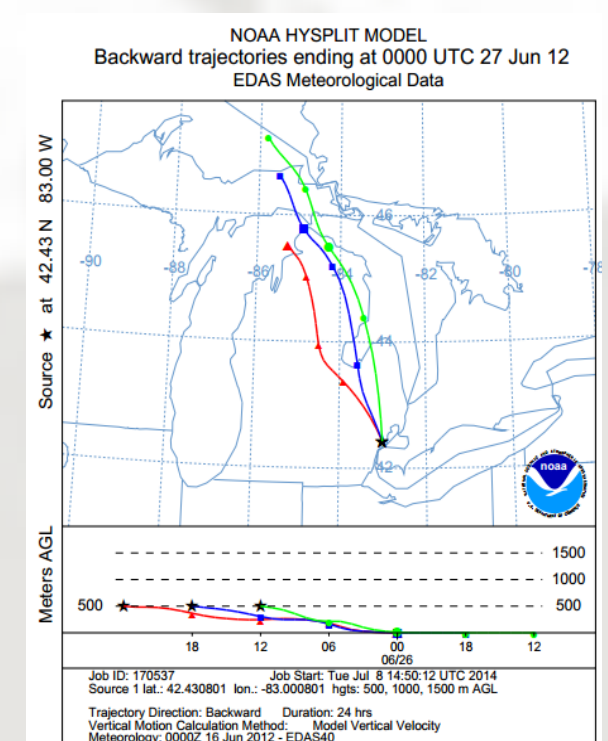 NOAA HYSPLIT MODEL
Backward trajectories ending at 0000 UTC 27 Jun 12
EDAS Meteorological Data
Source ★ at 42.43 N 83.00 W
46
-90
-88
-86
-84
-82
-80
-78
44
42
noaa
Meters AGL
1500
1000
500
500
18
12
06
00
18
12
06/26
Job ID: 170537 Job Start: Tue Jul 8 14:50:12 UTC 2014
Source 1 lat.: 42.430801 lon.: -83.000801 hgts: 500, 1000, 1500 m AGL
Trajectory Direction: Backward Duration: 24 hrs
Vertical Motion Calculation Method: Model Vertical Velocity
Meteorology: 0000Z 16 Jun 2012 - EDAS40